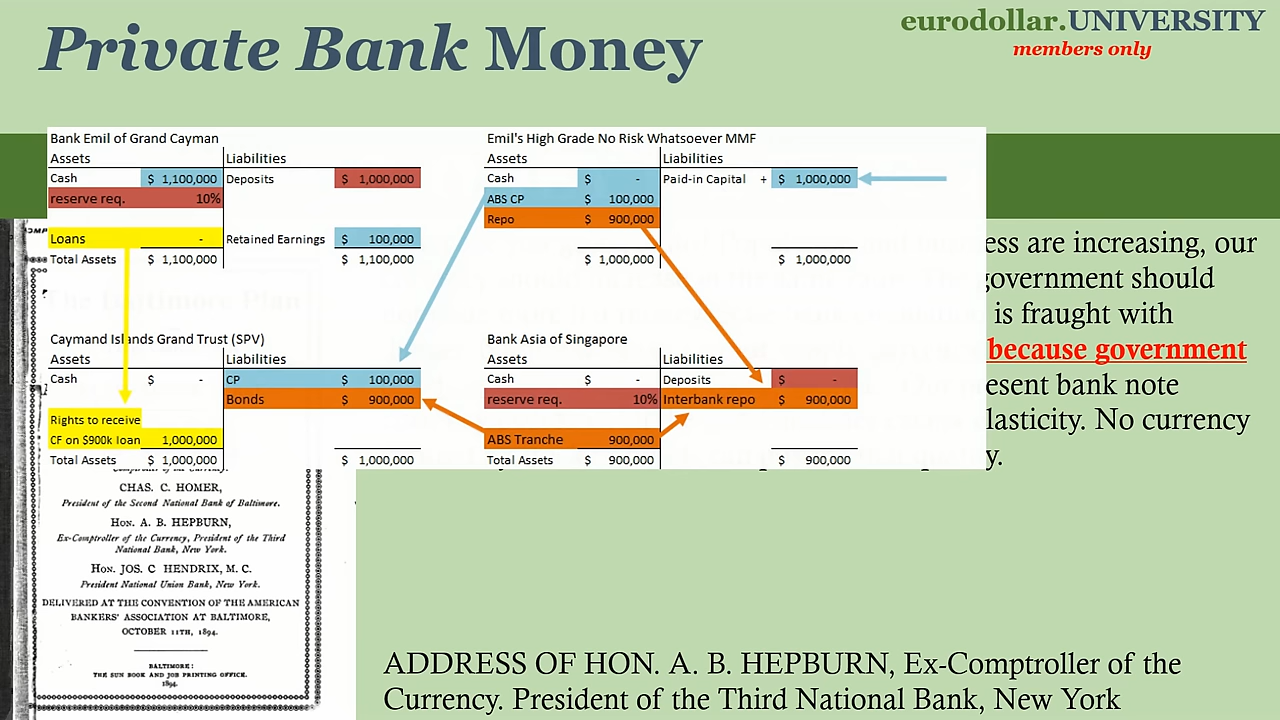 Private Bank Money
eurodollar.UNIVERSITY
members only
Bank Emil of Grand Cayman
Assets Liabilities
Cash $ 1,100,000 Deposits $ 1,000,000
reserve req. 10%
Loans - Retained Earnings $ 100,000
Total Assets $ 1,100,000 $ 1,100,000
Emil's High Grade No Risk Whatsoever MMF
Assets Liabilities
Cash $ - Paid-in Capital + $ 1,000,000
ABS CP $ 100,000
Repo $ 900,000
$ 1,000,000 $ 1,000,000
Caymand Islands Grand Trust (SPV)
Assets Liabilities
Cash $ - CP $ 100,000
Bonds $ 900,000
Rights to receive
CF on $900k loan 1,000,000
Total Assets $ 1,000,000 $ 1,000,000
Bank Asia of Singapore
Assets Liabilities
Cash $ - Deposits $ -
reserve req. 10% Interbank repo $ 900,000
ABS Tranche 900,000
Total Assets $ 900,000 $ 900,000
ess are increasing, our
government should
is fraught with
because government
present bank note
lasticity. No currency
y.
The Baltimore Plan
Comptroller of the Currency.
CHAS. C. HOMER,
President of the Second National Bank of Baltimore.
HON. A. B. HEPBURN,
Ex-Comptroller of the Currency, President of the Third
National Bank, New York.
HON. JOS. C HENDRIX, M. C.
President National Union Bank, New York.
DELIVERED AT THE CONVENTION OF THE AMERICAN
BANKERS' ASSOCIATION AT BALTIMORE,
OCTOBER 11TH, 1894.
BALTIMORE:
THE SUN BOOK AND JOB PRINTING OFFICE.
1894.
ADDRESS OF HON. A. B. HEPBURN, Ex-Comptroller of the
Currency. President of the Third National Bank, New York